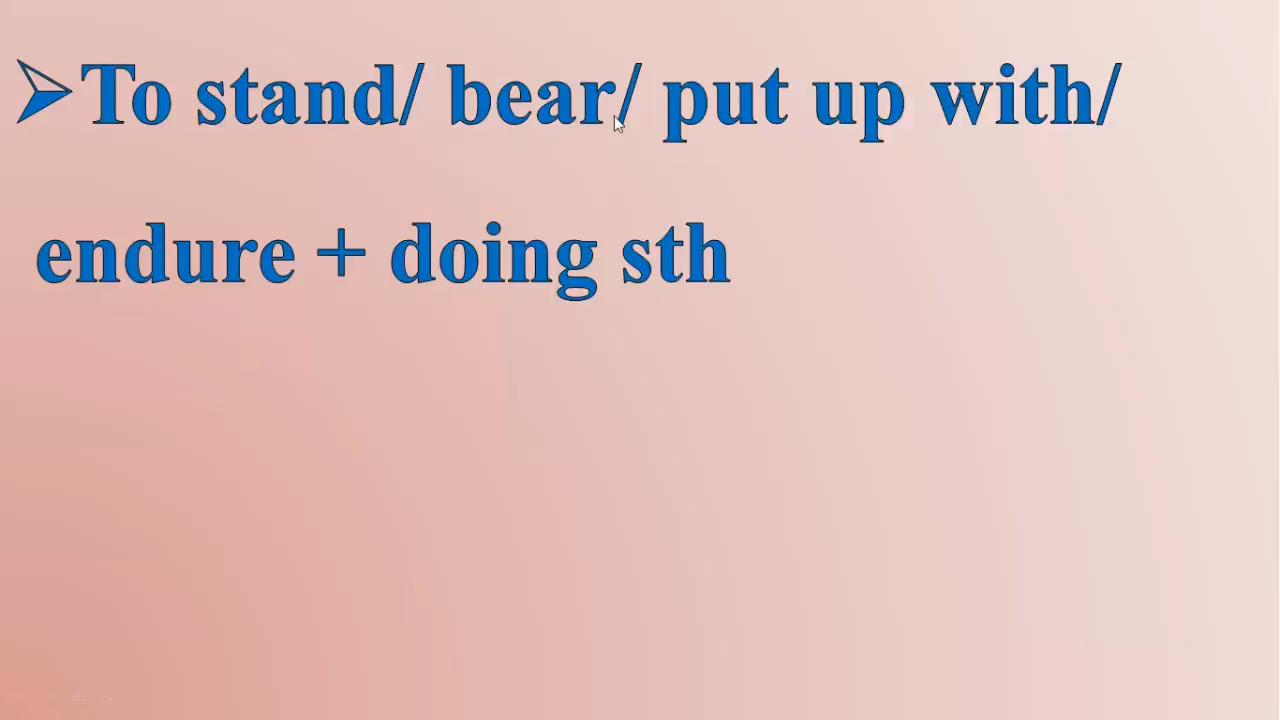 ➢To stand/ bear/ put up with/
endure + doing sth